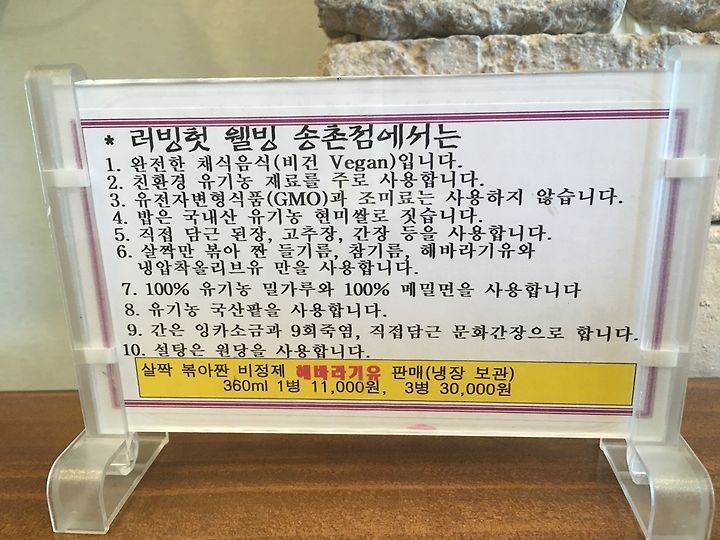 * 러빙헛 웰빙 송촌점에서는
1. 완전한 채식음식(비건 Vegan)입니다.
2. 친환경 유기농 재료를 주로 사용합니다.
3. 유전자변형식품(GMO)과 조미료는 사용하지 않습니다.
4. 밥은 국내산 유기농 현미쌀로 짓습니다.
5. 직접 담근 된장, 고추장, 간장 등을 사용합니다.
6. 살짝만 볶아 짠 들기름, 참기름, 해바라기유와
냉압착올리브유 만을 사용합니다.
7. 100% 유기농 밀가루와 100% 메밀면을 사용합니다
8. 유기농 국산팥을 사용합니다.
9. 간은 잉카소금과 9회죽염, 직접담근 문화간장으로 합니다.
10. 설탕은 원당을 사용합니다.
살짝 볶아짠 비정제 해바라기유 판매(냉장 보관)
360ml 1병 11,000원, 3병 30,000원